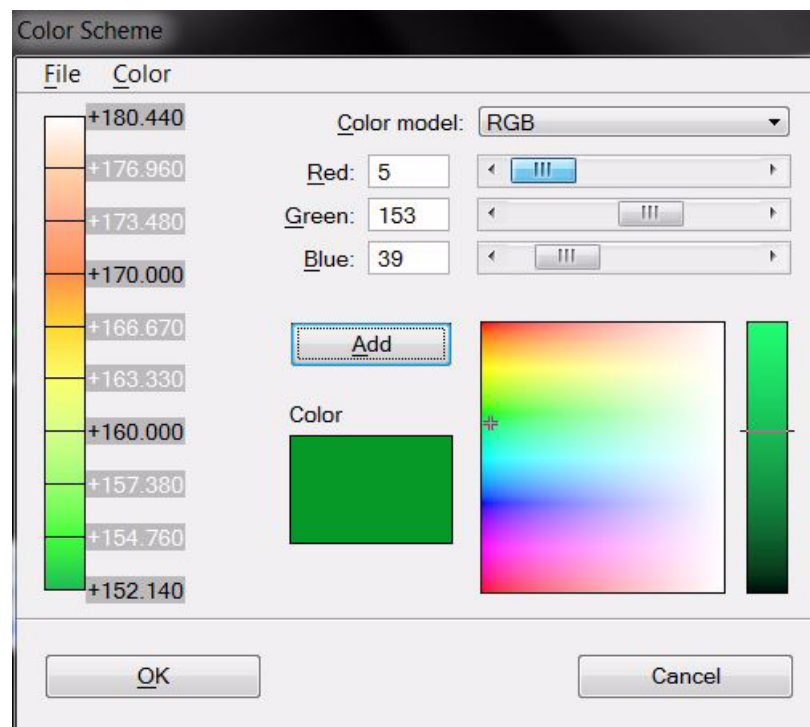 Color Scheme
File Color
+180.440
+176.960
+173.480
+170.000
+166.670
+163.330
+160.000
+157.380
+154.760
+152.140
Color model: RGB
Red: 5
Green: 153
Blue: 39
Add
Color
OK
Cancel